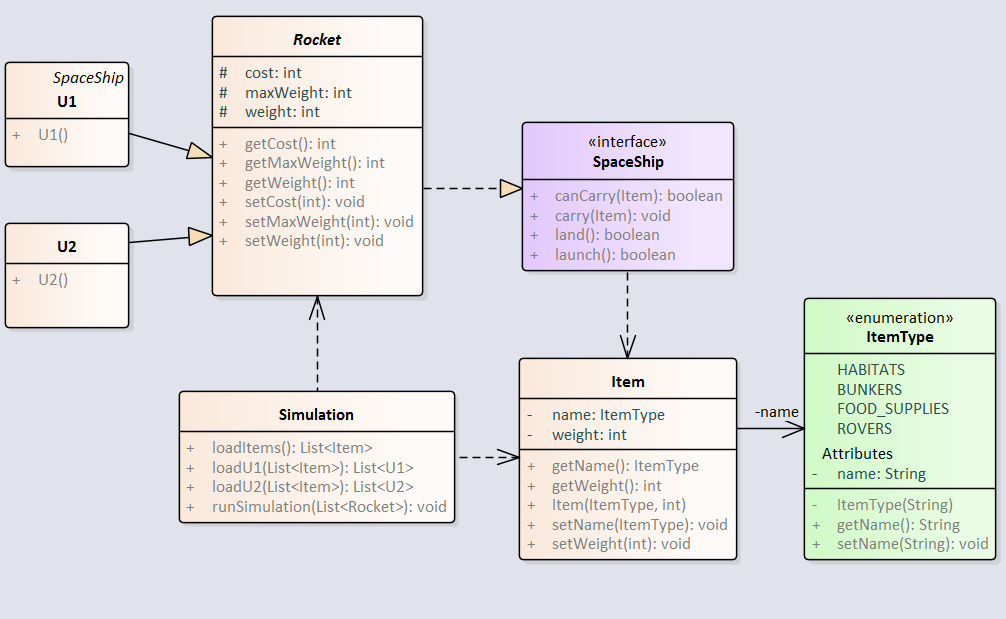 SpaceShip
U1
+ U1()
U2
+ U2()
Rocket
# cost: int
# maxWeight: int
# weight: int
+ getCost(): int
+ getMaxWeight(): int
+ getWeight(): int
+ setCost(int): void
+ setMaxWeight(int): void
+ setWeight(int): void
«interface»
SpaceShip
+ canCarry(Item): boolean
+ carry(Item): void
+ land(): boolean
+ launch(): boolean
Simulation
+ loadItems(): List<Item>
+ loadU1(List<Item>): List<U1>
+ loadU2(List<Item>): List<U2>
+ runSimulation(List<Rocket>): void
Item
- name: ItemType
- weight: int
+ getName(): ItemType
+ getWeight(): int
+ Item(ItemType, int)
+ setName(ItemType): void
+ setWeight(int): void
-name
«enumeration»
ItemType
HABITATS
BUNKERS
FOOD_SUPPLIES
ROVERS
Attributes
- name: String
- ItemType(String)
+ getName(): String
+ setName(String): void